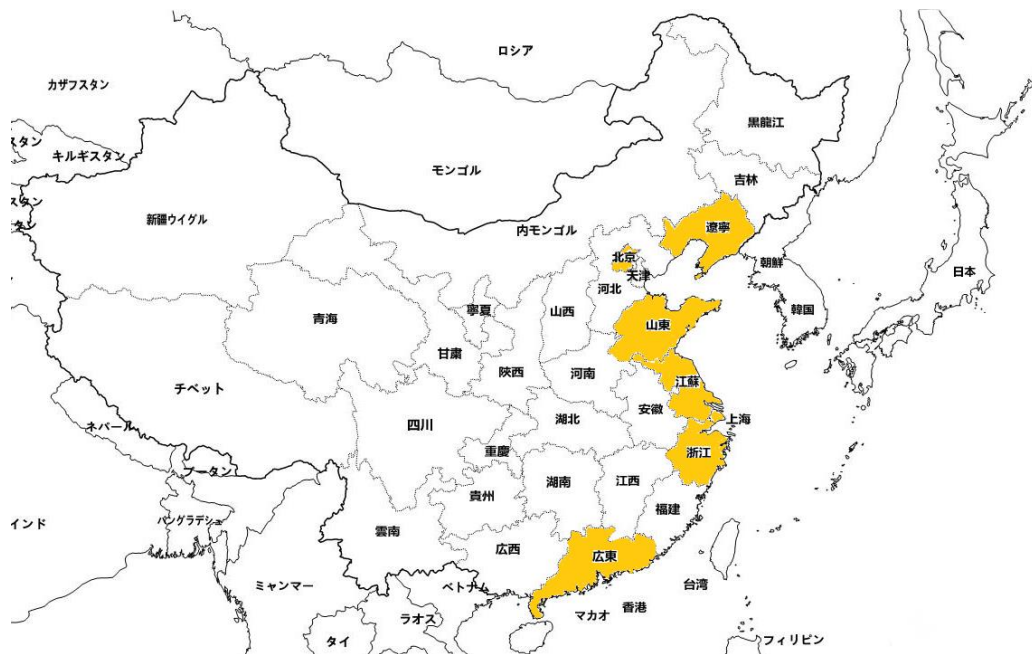 ロシア
カザフスタン
黒龍江
スタン
キルギスタン
モンゴル
吉林
スタン
新疆ウイグル
内モンゴル
遼寧
北京
天津
朝鮮
日本
河北
寧夏
山西
韓国
青海
山東
甘粛
陝西
河南
江蘇
チベット
安徽
上海
湖北
四川
ネパール
重慶
浙江
ブータン
湖南
江西
貴州
福建
インド
バングラデシュ
雲南
広西
広東
ミャンマー
ベトナム
台湾
香港
マカオ
ラオス
タイ
フィリピン